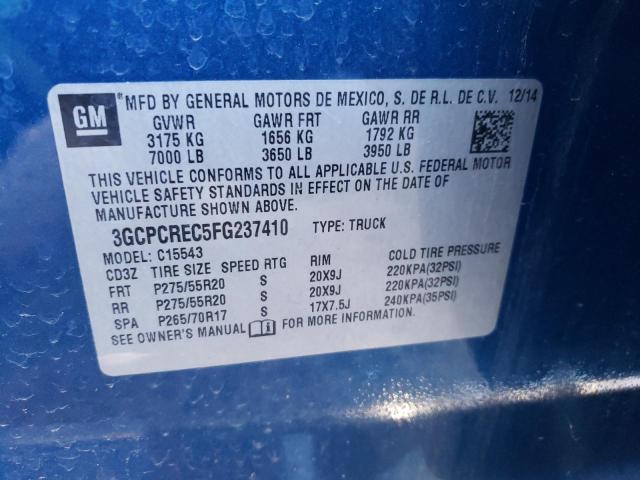 GM
® MFD BY GENERAL MOTORS DE MEXICO, S. DE R.L. DE C.V. 12/14
GVWR GAWR FRT GAWR RR
3175 KG 1656 KG 1792 KG
7000 LB 3650 LB 3950 LB
THIS VEHICLE CONFORMS TO ALL APPLICABLE U.S. FEDERAL MOTOR
VEHICLE SAFETY STANDARDS IN EFFECT ON THE DATE OF
MANUFACTURE SHOWN ABOVE.
3GCPCREC5FG237410 TYPE: TRUCK
MODEL: C15543
CD3Z TIRE SIZE SPEED RTG RIM COLD TIRE PRESSURE
FRT P275/55R20 S 20X9J 220KPA(32PSI)
RR P275/55R20 S 20X9J 220KPA(32PSI)
SPA P265/70R17 S 17X7.5J 240KPA(35PSI)
SEE OWNER'S MANUAL FOR MORE INFORMATION.